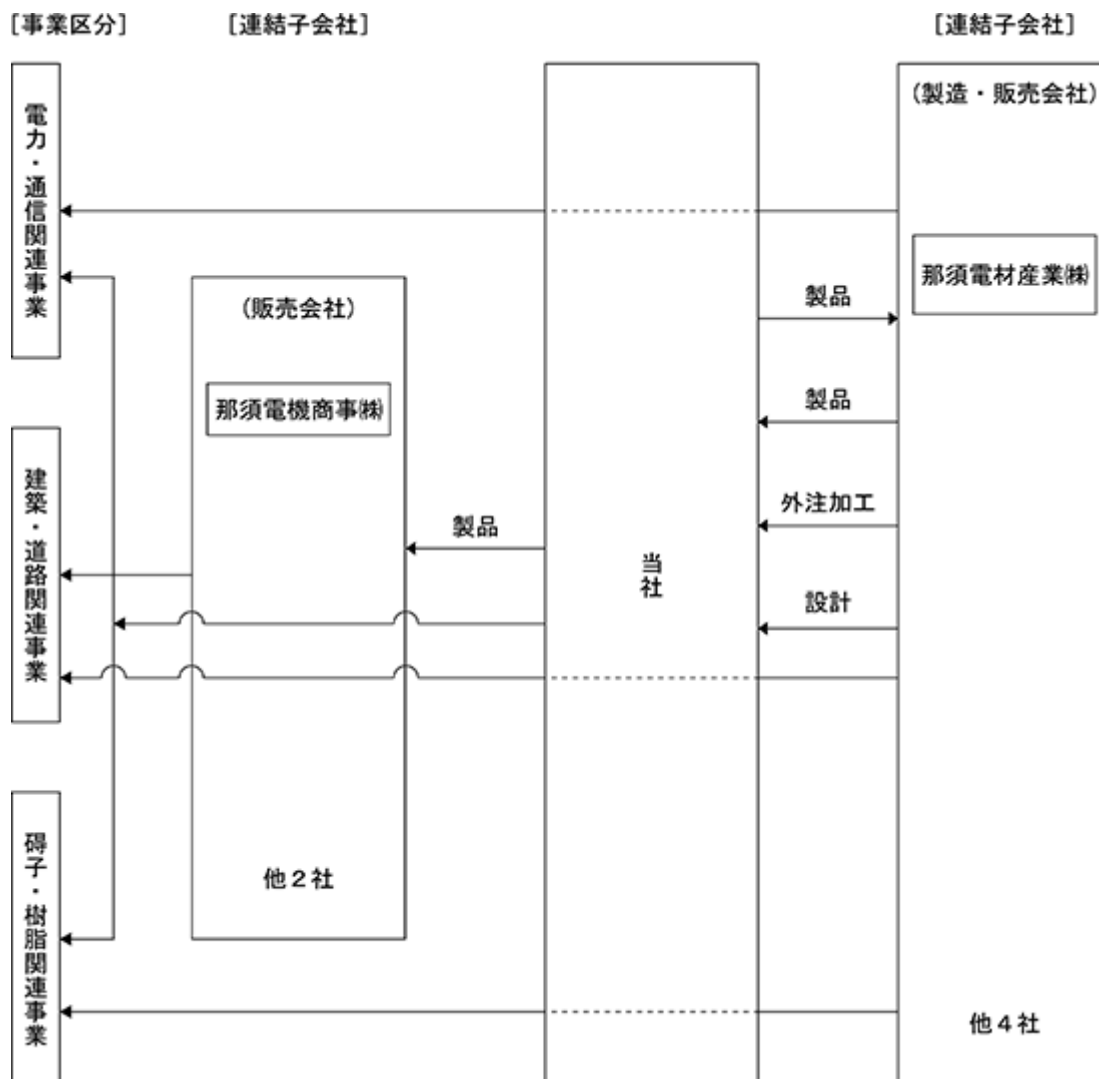 [事業区分]
[連結子会社]
[連結子会社]
電力・通信関連事業
(製造・販売会社)
那須電材産業㈱
(販売会社)
製品
那須電機商事㈱
製品
建築・道路関連事業
外注加工
製品
当社
設計
碍子・樹脂関連事業
他2社
他4社